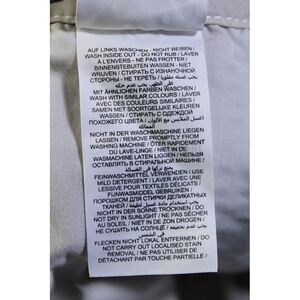 AUF LINKS WASCHEN - NICHT REIBEN /
WASH INSIDE OUT - DO NOT RUB / LAVER
À L'ENVERS / NE PAS FROTTER /
BINNENSTEBUITEN WASSEN - NIET
WRIJVEN / СТИРАТЬ С ИЗНАНОЧНОЙ
СТОРОНЫ - НЕ ТЕРЕТЬ /
MIT ÄHNLICHEN FARBEN WASCHEN /
WASH WITH SIMILAR COLOURS / LAVER
AVEC DES COULEURS SIMILAIRES /
SAMEN MET SOORTGELIJKE KLEUREN
WASSEN / СТИРАТЬ С ОДЕЖДОЙ
ПОХОЖЕГО ЦВЕТА /
NICHT IN DER WASCHMASCHINE LIEGEN
LASSEN / REMOVE PROMPTLY FROM
WASHING MACHINE / ÔTER RAPIDEMENT
DU LAVE-LINGE / NIET IN DE
WASMACHINE LATEN LIGGEN / НЕЛЬЗЯ
ОСТАВЛЯТЬ В СТИРАЛЬНОЙ МАШИНЕ /
FEINWASCHMITTEL VERWENDEN / USE
MILD DETERGENT / LAVER AVEC UNE
LESSIVE POUR TEXTILES DÉLICATS /
FIJNWASMIDDEL GEBRUIKEN /
ПОРОШКОМ ДЛЯ СТИРКИ ДЕЛИКАТНЫХ
ТКАНЕЙ /
NICHT IN DER SONNE TROCKNEN / DO
NOT DRY IN SUNLIGHT / NE PAS SÉCHER
AU SOLEIL / NIET IN DE ZON DROGEN /
НЕ СУШИТЬ НА СОЛНЦЕ /
FLECKEN NICHT LOKAL ENTFERNEN / DO
NOT CARRY OUT LOCALISED STAIN
REMOVAL / NE PAS UTILISER DE
DÉTACHANT PAR TOUCHE PARTIELLE /